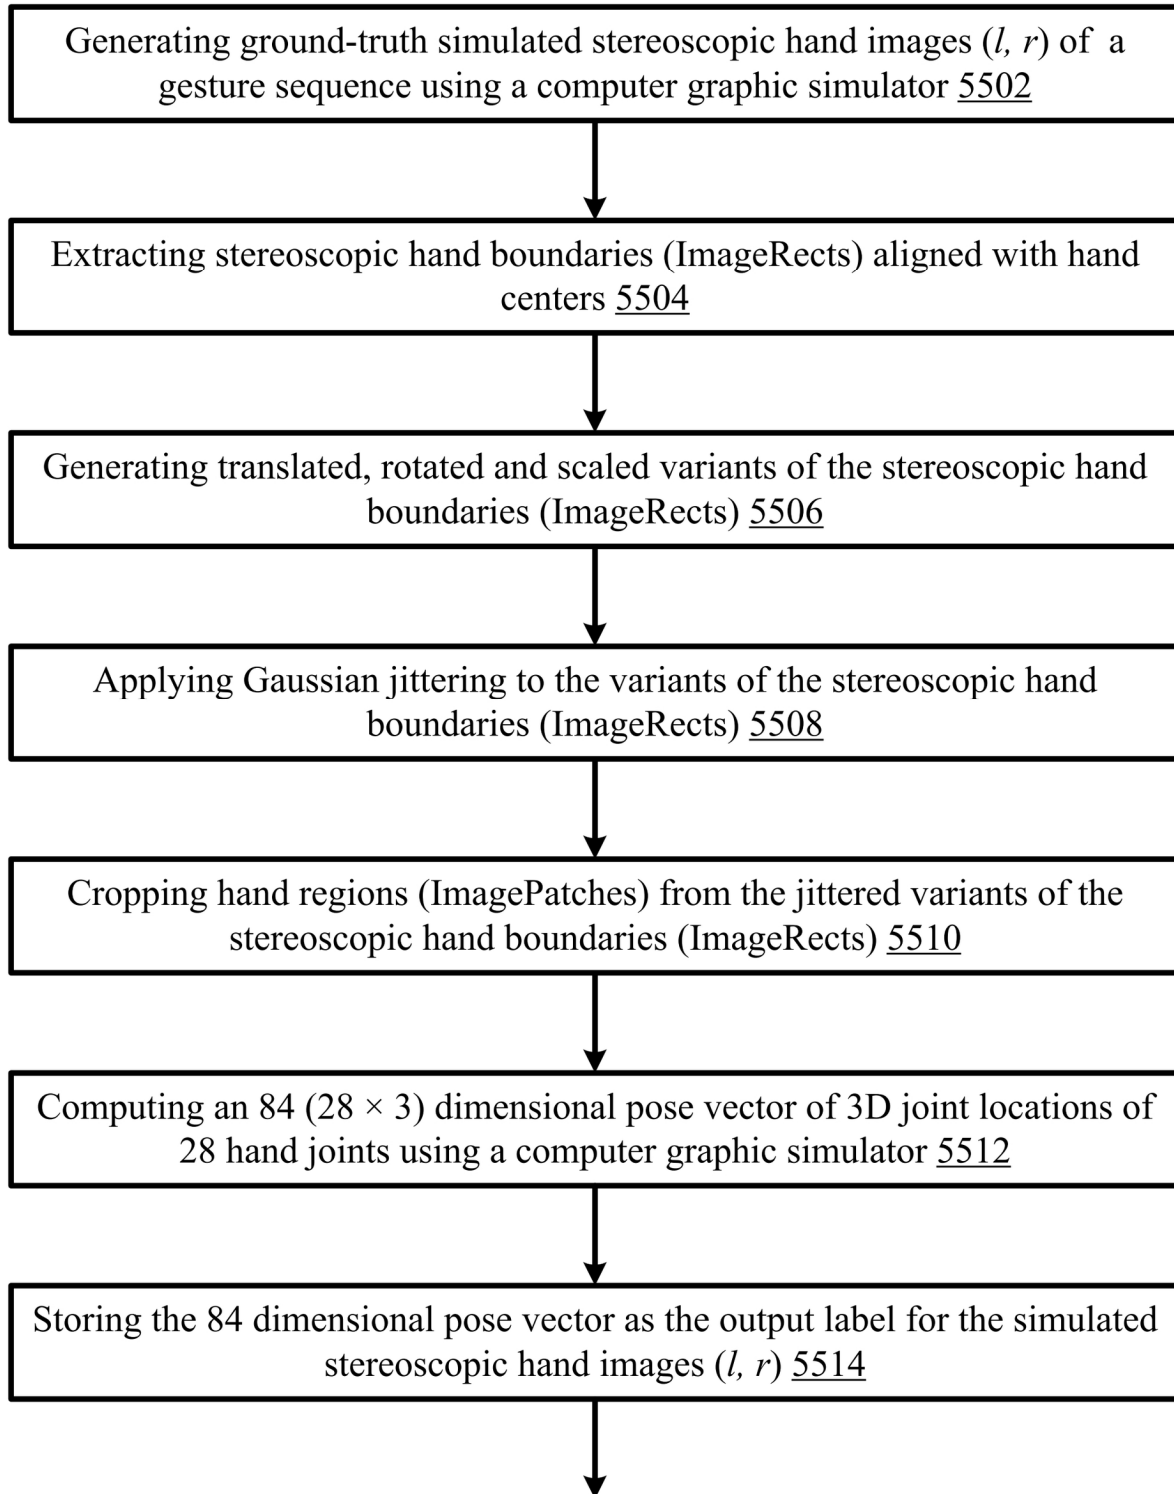 Generating ground-truth simulated stereoscopic hand images (l, r) of a
gesture sequence using a computer graphic simulator 5502
Extracting stereoscopic hand boundaries (ImageRects) aligned with hand
centers 5504
Generating translated, rotated and scaled variants of the stereoscopic hand
boundaries (ImageRects) 5506
Applying Gaussian jittering to the variants of the stereoscopic hand
boundaries (ImageRects) 5508
Cropping hand regions (ImagePatches) from the jittered variants of the
stereoscopic hand boundaries (ImageRects) 5510
Computing an 84 (28 × 3) dimensional pose vector of 3D joint locations of
28 hand joints using a computer graphic simulator 5512
Storing the 84 dimensional pose vector as the output label for the simulated
stereoscopic hand images (l, r) 5514